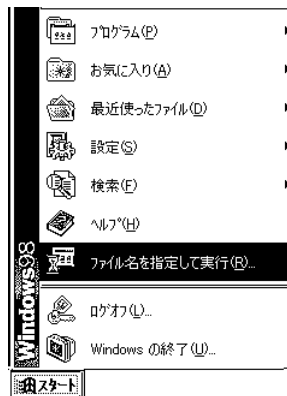 ﾌﾟﾛｸﾞﾗﾑ(P)
お気に入り(A)
最近使ったﾌｧｲﾙ(D)
設定(S)
検索(F)
ﾍﾙﾌﾟ(H)
ﾌｧｲﾙ名を指定して実行(R)...
ﾛｸﾞｵﾌ(L)...
Windows の終了(U)...
Windows98
ｽﾀｰﾄ